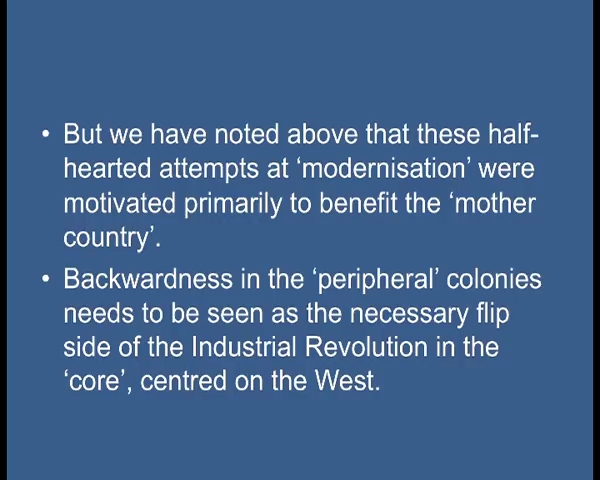 • But we have noted above that these half-
hearted attempts at ‘modernisation’ were
motivated primarily to benefit the ‘mother
country’.
• Backwardness in the ‘peripheral’ colonies
needs to be seen as the necessary flip
side of the Industrial Revolution in the
‘core’, centred on the West.